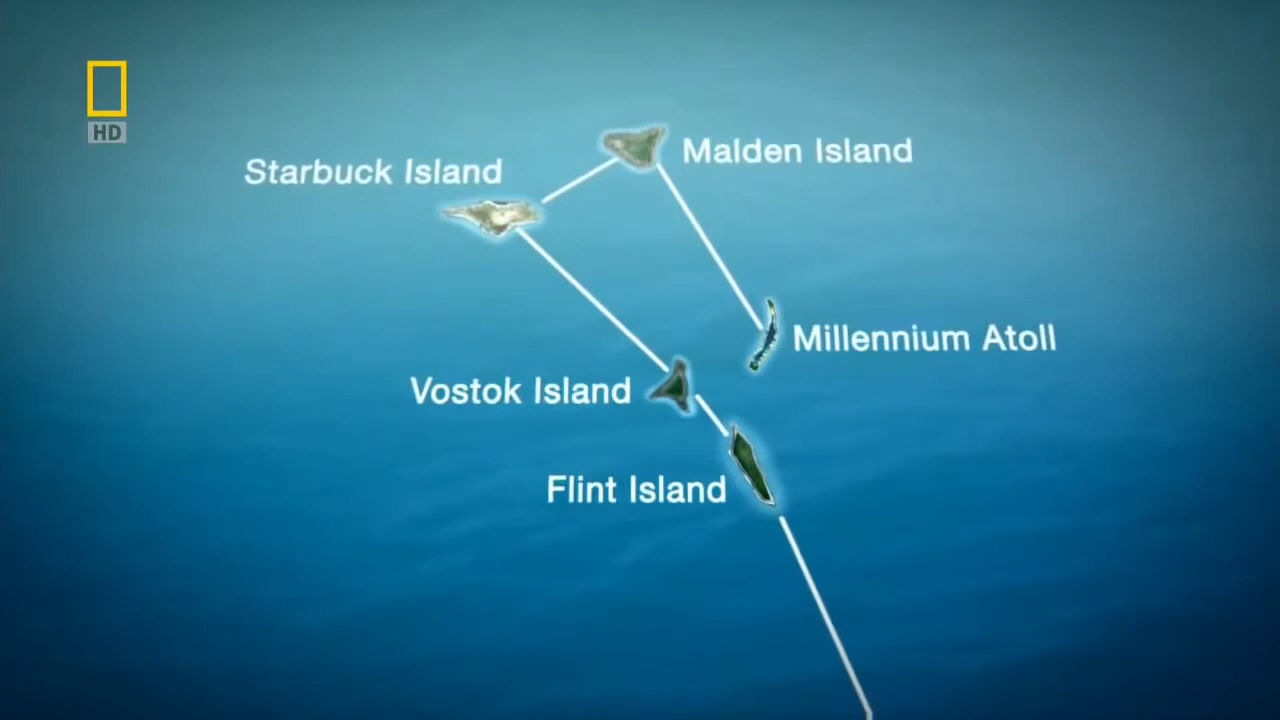 HD
Starbuck Island
Malden Island
Millennium Atoll
Vostok Island
Flint Island